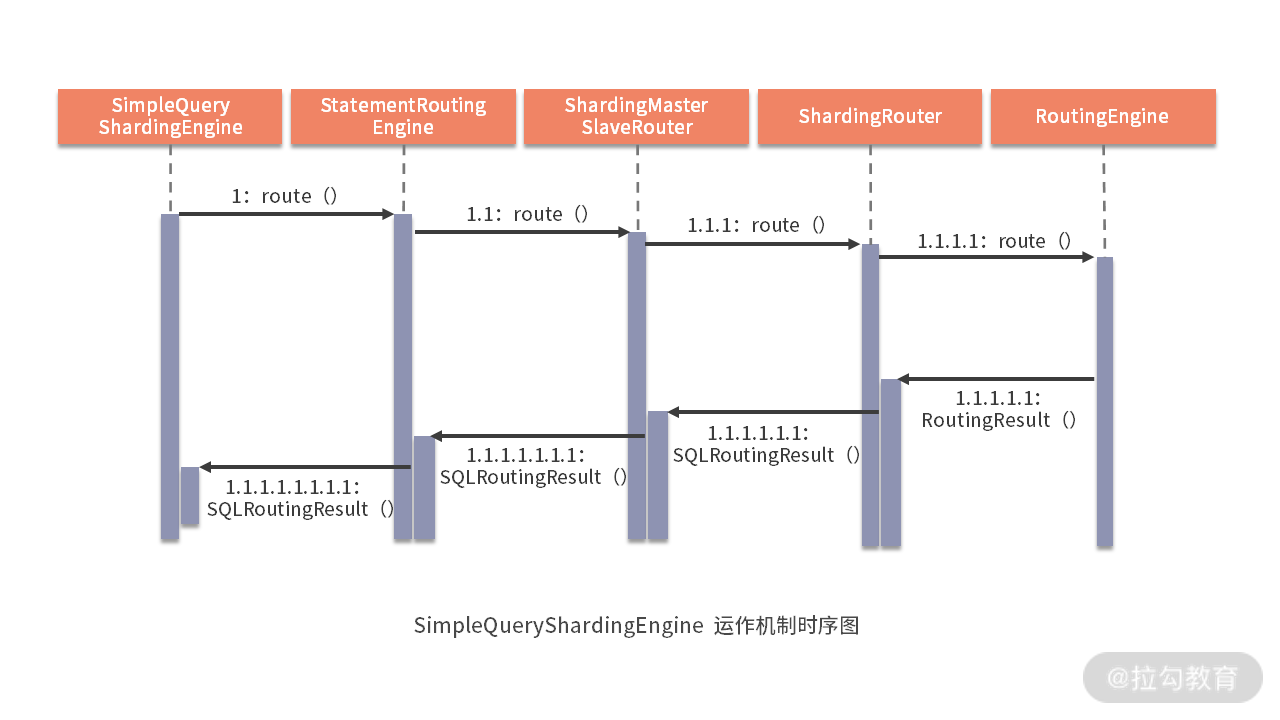 SimpleQuery
ShardingEngine
StatementRouting
Engine
ShardingMaster
SlaveRouter
ShardingRouter
RoutingEngine
1：route（）
1.1：route（）
1.1.1：route（）
1.1.1.1：route（）
1.1.1.1.1：
RoutingResult（）
1.1.1.1.1.1：
SQLRoutingResult（）
1.1.1.1.1.1.1：
SQLRoutingResult（）
1.1.1.1.1.1.1.1：
SQLRoutingResult（）
SimpleQueryShardingEngine 运作机制时序图
@拉勾教育